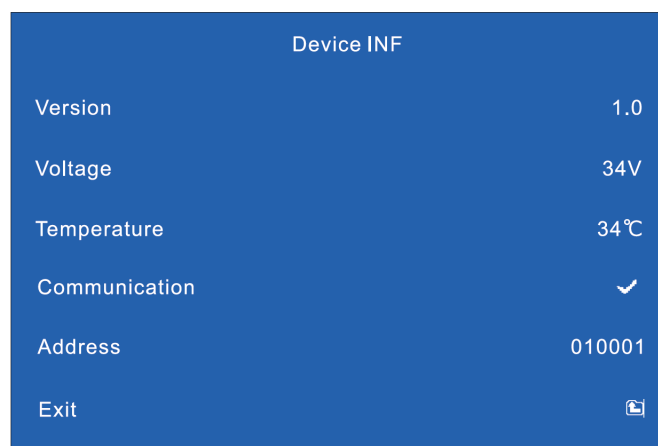 Device INF
Version 1.0
Voltage 34V
Temperature 34℃
Communication ✓
Address 010001
Exit